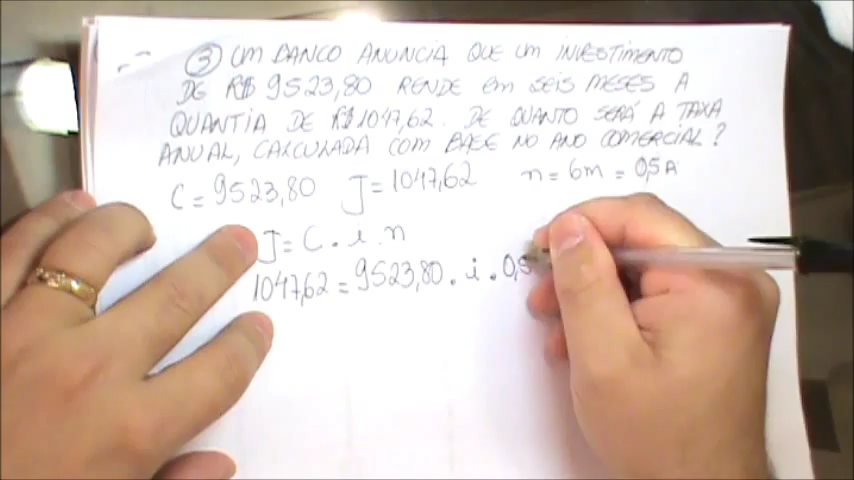 ③ UM BANCO ANUNCIA QUE UM INVESTIMENTO
DE R$ 9523,80 RENDE EM SEIS MESES A
QUANTIA DE R$1047,62. DE QUANTO SERÁ A TAXA
ANUAL, CALCULADA COM BASE NO ANO COMERCIAL?
C = 9523,80 J = 1047,62 n = 6m = 0,5A
J = C . i . n
1047,62 = 9523,80 . i . 0,5